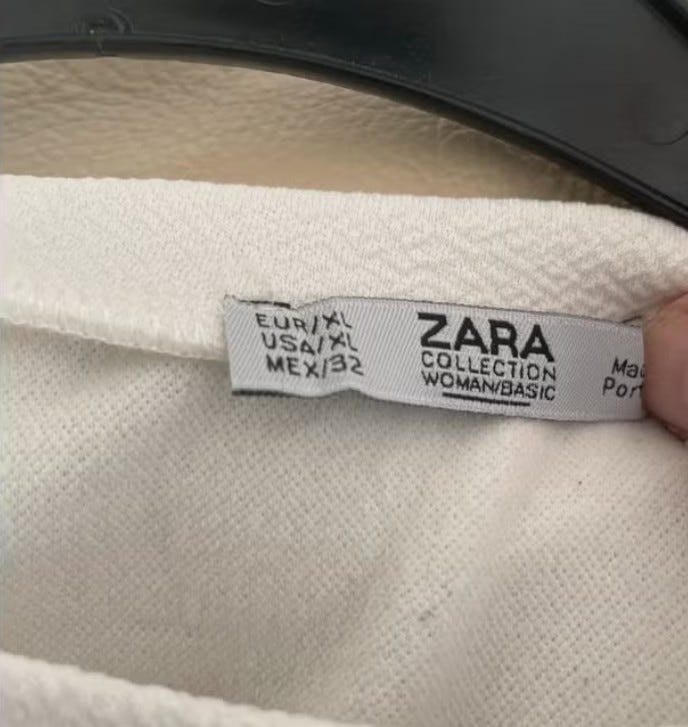 EUR/XL
USA/XL
MEX/32
ZARA
COLLECTION
WOMAN/BASIC